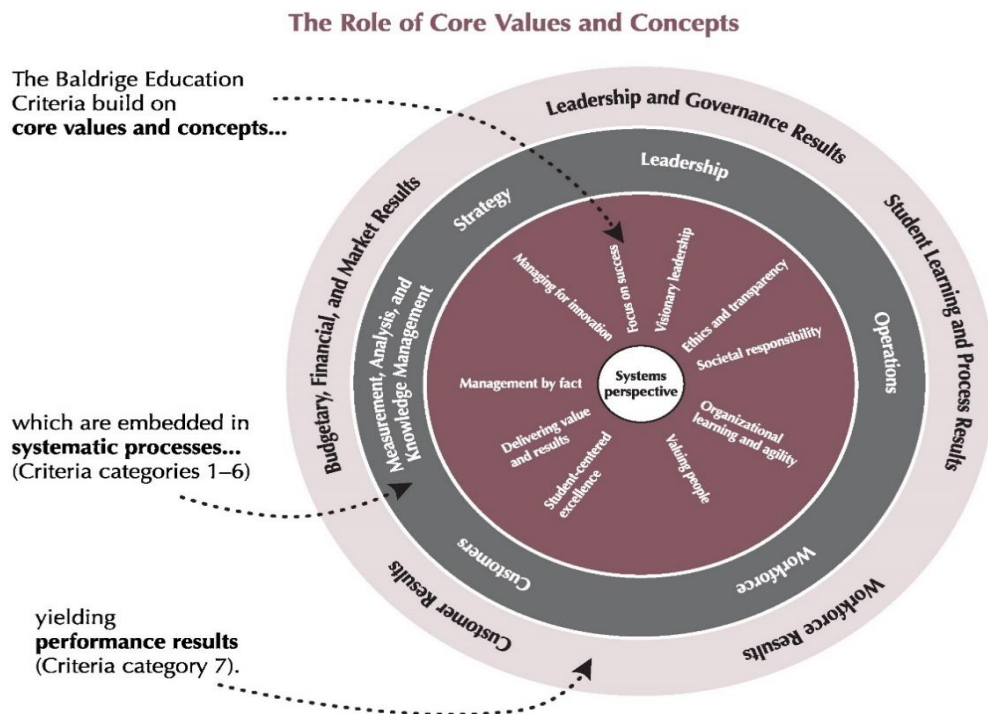 The Role of Core Values and Concepts
The Baldrige Education
Criteria build on
core values and concepts...
which are embedded in
systematic processes...
(Criteria categories 1–6)
yielding
performance results
(Criteria category 7).
Leadership and Governance Results
Student Learning and Process Results
Workforce Results
Customer Results
Budgetary, Financial, and Market Results
Leadership
Operations
Workforce
Customers
Measurement, Analysis, and
Knowledge Management
Strategy
Managing for innovation
Focus on success
Visionary leadership
Ethics and transparency
Societal responsibility
Organizational
learning and agility
Valuing people
Student-centered
excellence
Delivering value
and results
Management by fact
Systems
perspective